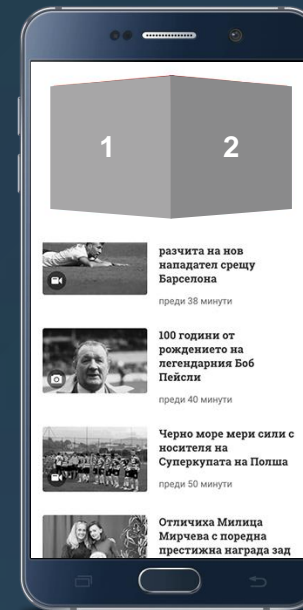 1
2
разчита на нов
нападател срещу
Барселона
преди 38 минути
100 години от
рождението на
легендарния Боб
Пейсли
преди 40 минути
Черно море мери сили с
носителя на
Суперкупата на Полша
преди 50 минути
Отличиха Милица
Мирчева с поредна
престижна награда зад